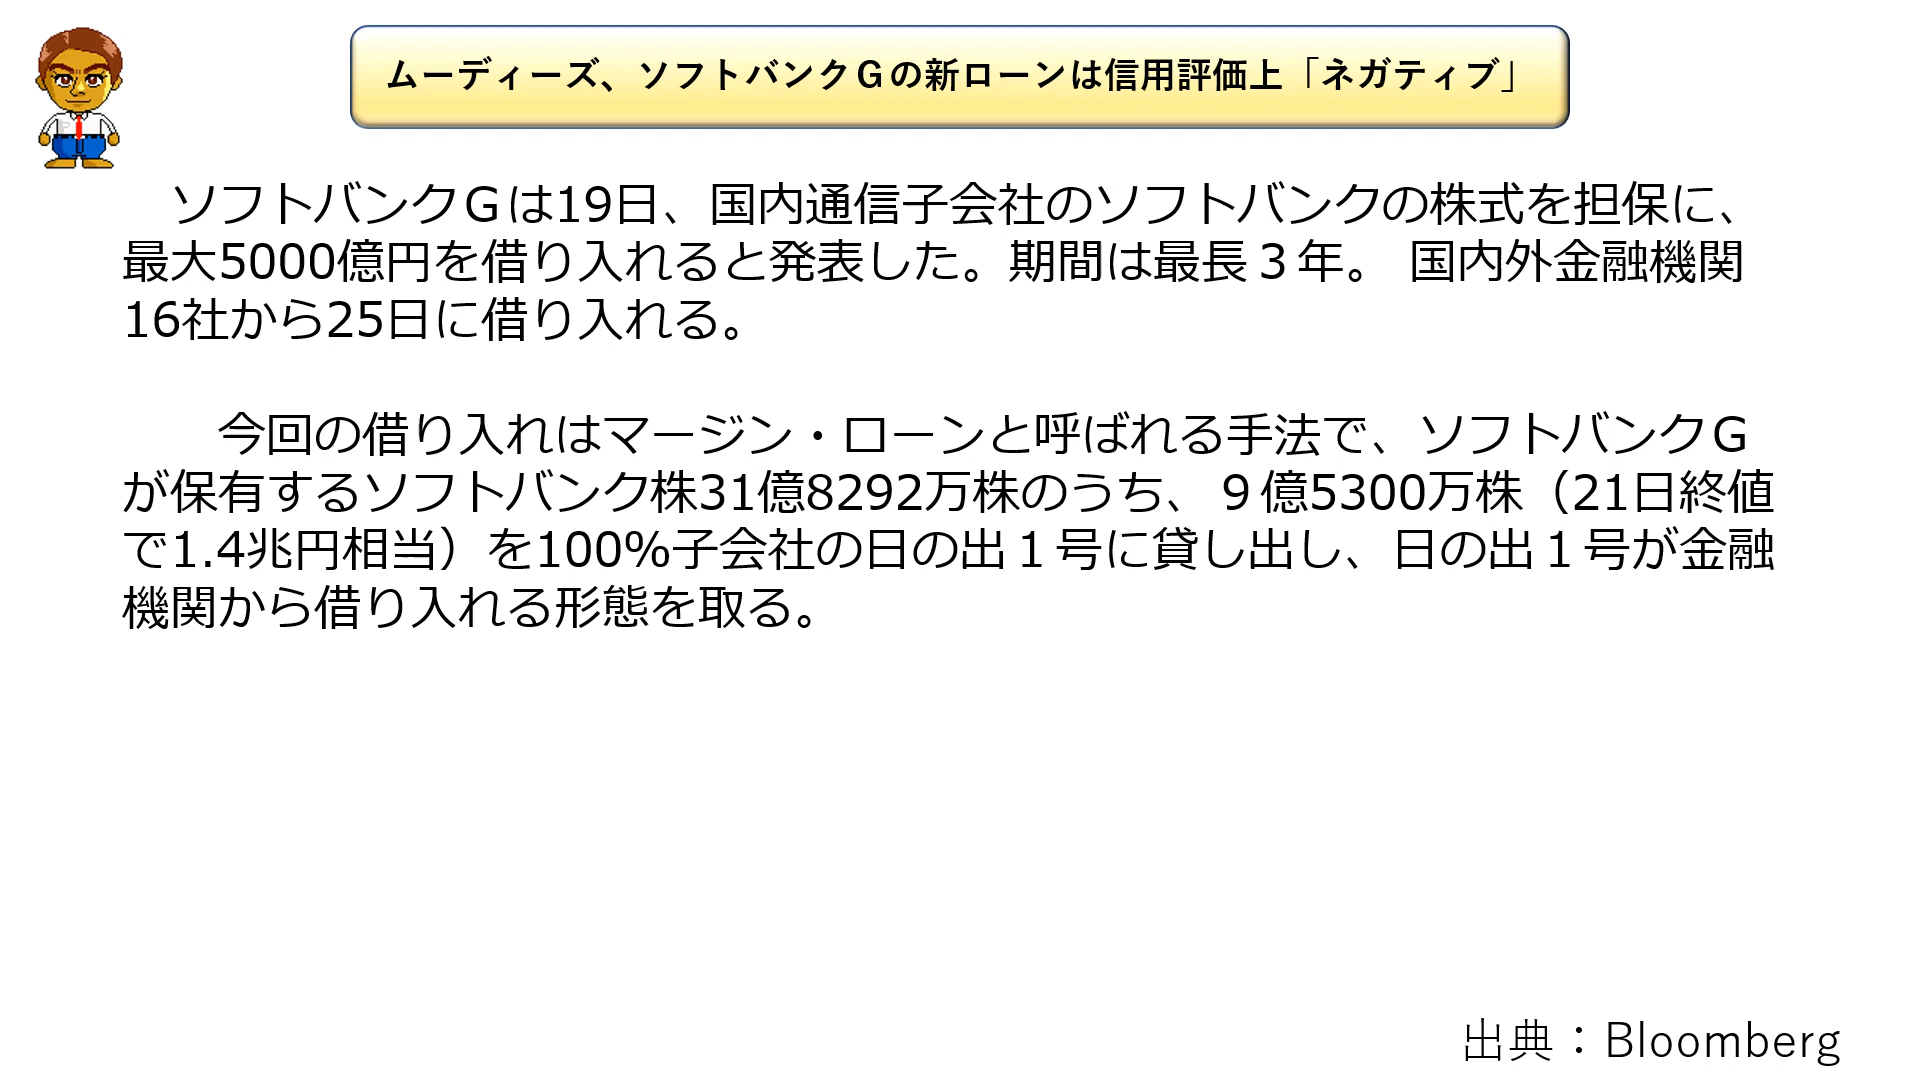 ムーディーズ、ソフトバンクＧの新ローンは信用評価上「ネガティブ」
ソフトバンクＧは19日、国内通信子会社のソフトバンクの株式を担保に、
最大5000億円を借り入れると発表した。期間は最長３年。 国内外金融機関
16社から25日に借り入れる。
今回の借り入れはマージン・ローンと呼ばれる手法で、ソフトバンクＧ
が保有するソフトバンク株31億8292万株のうち、９億5300万株（21日終値
で1.4兆円相当）を100%子会社の日の出１号に貸し出し、日の出１号が金融
機関から借り入れる形態を取る。
出典：Bloomberg